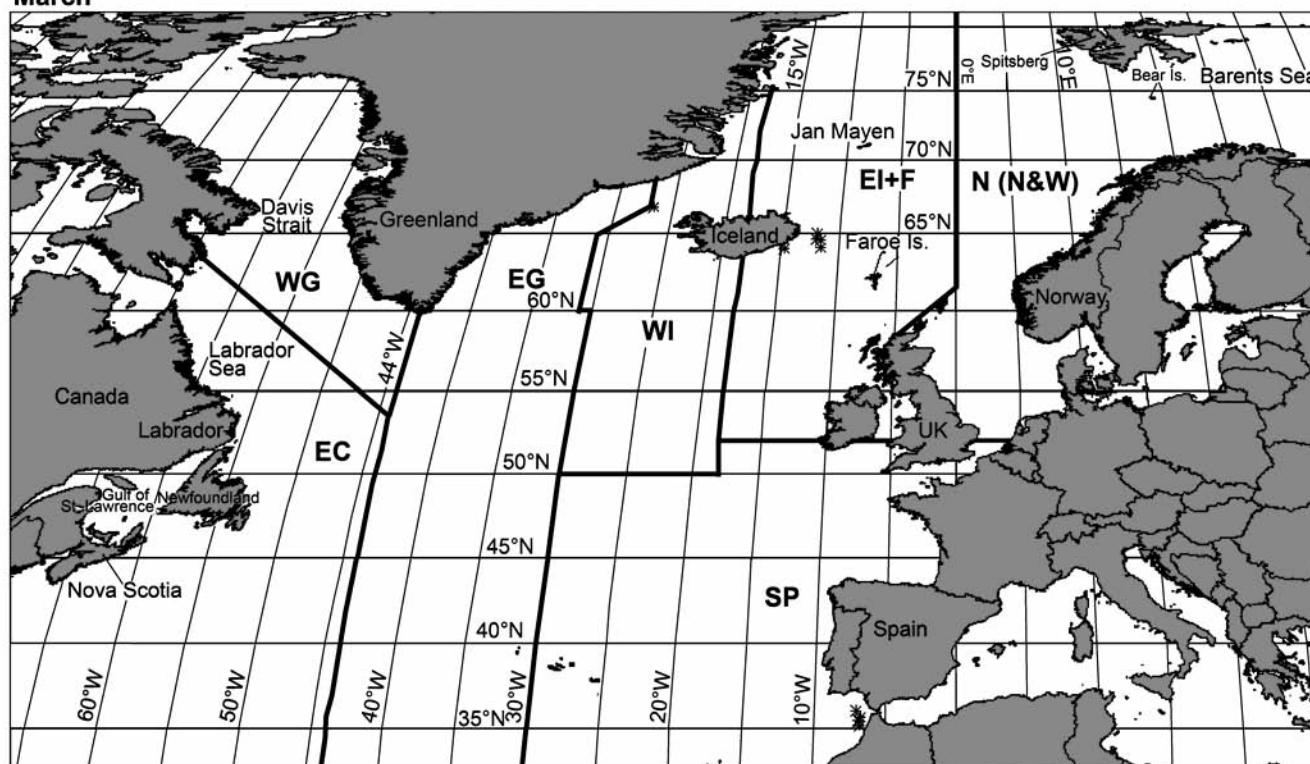 March
Spitsberg
Bear Is.
Barents Sea
15°W
0°E
10°E
75°N
Jan Mayen
70°N
EI+F
N (N&W)
Davis
Strait
Greenland
65°N
Iceland
Faroe Is.
WG
EG
60°N
Norway
WI
Labrador
Sea
44°W
55°N
Canada
Labrador
EC
UK
50°N
Gulf of
St-Lawrence
Newfoundland
45°N
Nova Scotia
SP
40°N
Spain
60°W
50°W
40°W
30°W
20°W
10°W
35°N